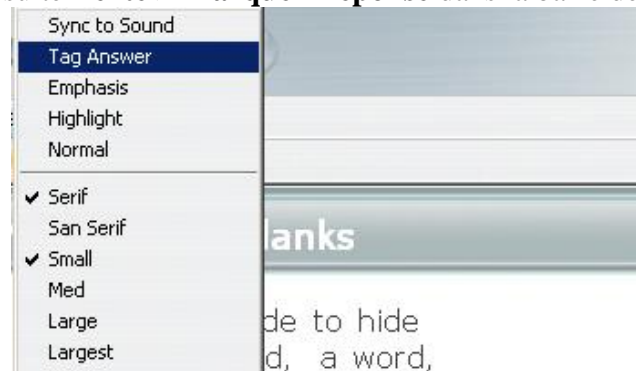 Sync to Sound
Tag Answer
Emphasis
Highlight
Normal
Serif
San Serif
Small
Med
Large
Largest
lanks
de to hide
d, a word,